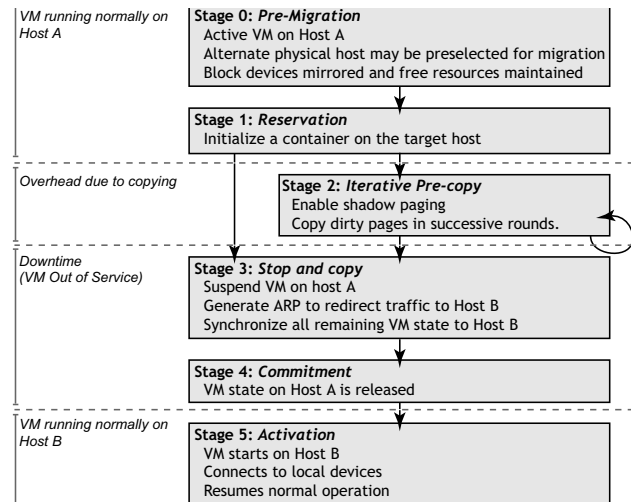 VM running normally on
Host A
Stage 0: Pre-Migration
Active VM on Host A
Alternate physical host may be preselected for migration
Block devices mirrored and free resources maintained
Stage 1: Reservation
Initialize a container on the target host
Overhead due to copying
Stage 2: Iterative Pre-copy
Enable shadow paging
Copy dirty pages in successive rounds.
Downtime
(VM Out of Service)
Stage 3: Stop and copy
Suspend VM on host A
Generate ARP to redirect traffic to Host B
Synchronize all remaining VM state to Host B
Stage 4: Commitment
VM state on Host A is released
VM running normally on
Host B
Stage 5: Activation
VM starts on Host B
Connects to local devices
Resumes normal operation